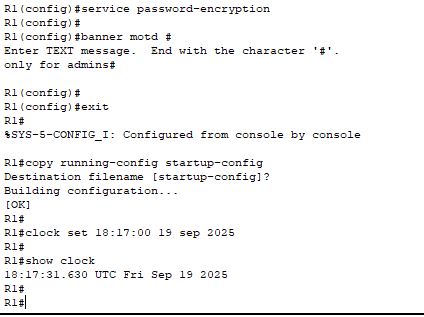 R1(config)#service password-encryption
R1(config)#
R1(config)#banner motd #
Enter TEXT message.  End with the character '#'.
only for admins#

R1(config)#
R1(config)#exit
R1#
%SYS-5-CONFIG_I: Configured from console by console

R1#copy running-config startup-config
Destination filename [startup-config]?
Building configuration...
[OK]
R1#
R1#clock set 18:17:00 19 sep 2025
R1#
R1#show clock
18:17:31.630 UTC Fri Sep 19 2025
R1#
R1#